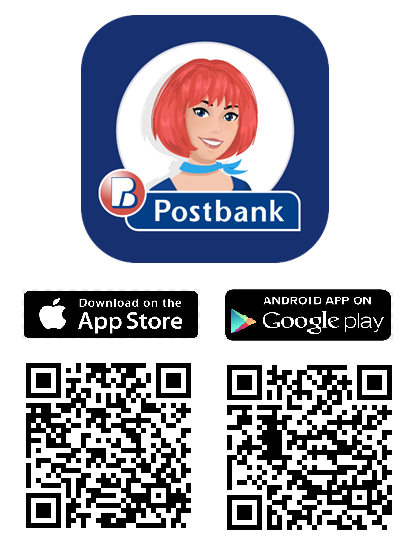 Postbank
Download on the
App Store
ANDROID APP ON
Google play